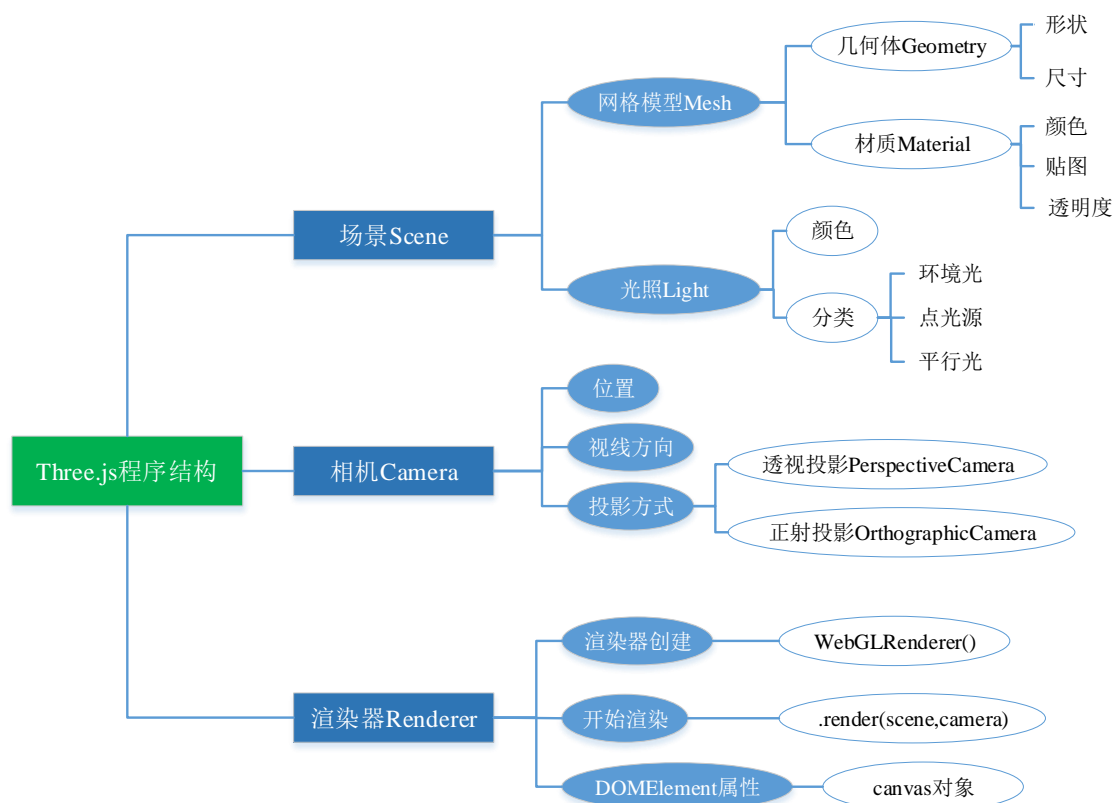 Three.js程序结构
场景Scene
网格模型Mesh
几何体Geometry
形状
尺寸
材质Material
颜色
贴图
透明度
光照Light
颜色
分类
环境光
点光源
平行光
相机Camera
位置
视线方向
投影方式
透视投影PerspectiveCamera
正射投影OrthographicCamera
渲染器Renderer
渲染器创建
WebGLRenderer()
开始渲染
.render(scene,camera)
DOMElement属性
canvas对象